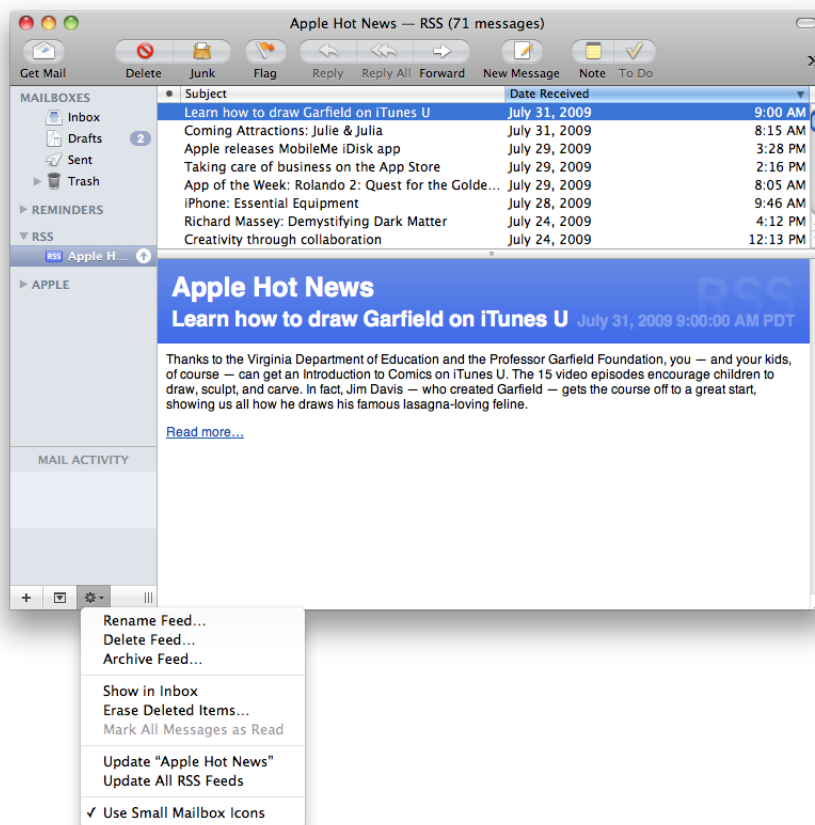 Apple Hot News — RSS (71 messages)
Get Mail Delete Junk Flag Reply Reply All Forward New Message Note To Do
MAILBOXES
Inbox
Drafts 2
Sent
Trash
REMINDERS
RSS
RSS Apple H...
APPLE
MAIL ACTIVITY
Subject Date Received
Learn how to draw Garfield on iTunes U July 31, 2009 9:00 AM
Coming Attractions: Julie & Julia July 31, 2009 8:15 AM
Apple releases MobileMe iDisk app July 29, 2009 3:28 PM
Taking care of business on the App Store July 29, 2009 2:16 PM
App of the Week: Rolando 2: Quest for the Golde... July 29, 2009 8:05 AM
iPhone: Essential Equipment July 28, 2009 9:46 AM
Richard Massey: Demystifying Dark Matter July 24, 2009 4:12 PM
Creativity through collaboration July 24, 2009 12:13 PM
Apple Hot News RSS
Learn how to draw Garfield on iTunes U July 31, 2009 9:00:00 AM PDT
Thanks to the Virginia Department of Education and the Professor Garfield Foundation, you — and your kids,
of course — can get an Introduction to Comics on iTunes U. The 15 video episodes encourage children to
draw, sculpt, and carve. In fact, Jim Davis — who created Garfield — gets the course off to a great start,
showing us all how he draws his famous lasagna-loving feline.
Read more...
Rename Feed...
Delete Feed...
Archive Feed...
Show in Inbox
Erase Deleted Items...
Mark All Messages as Read
Update “Apple Hot News”
Update All RSS Feeds
✓ Use Small Mailbox Icons